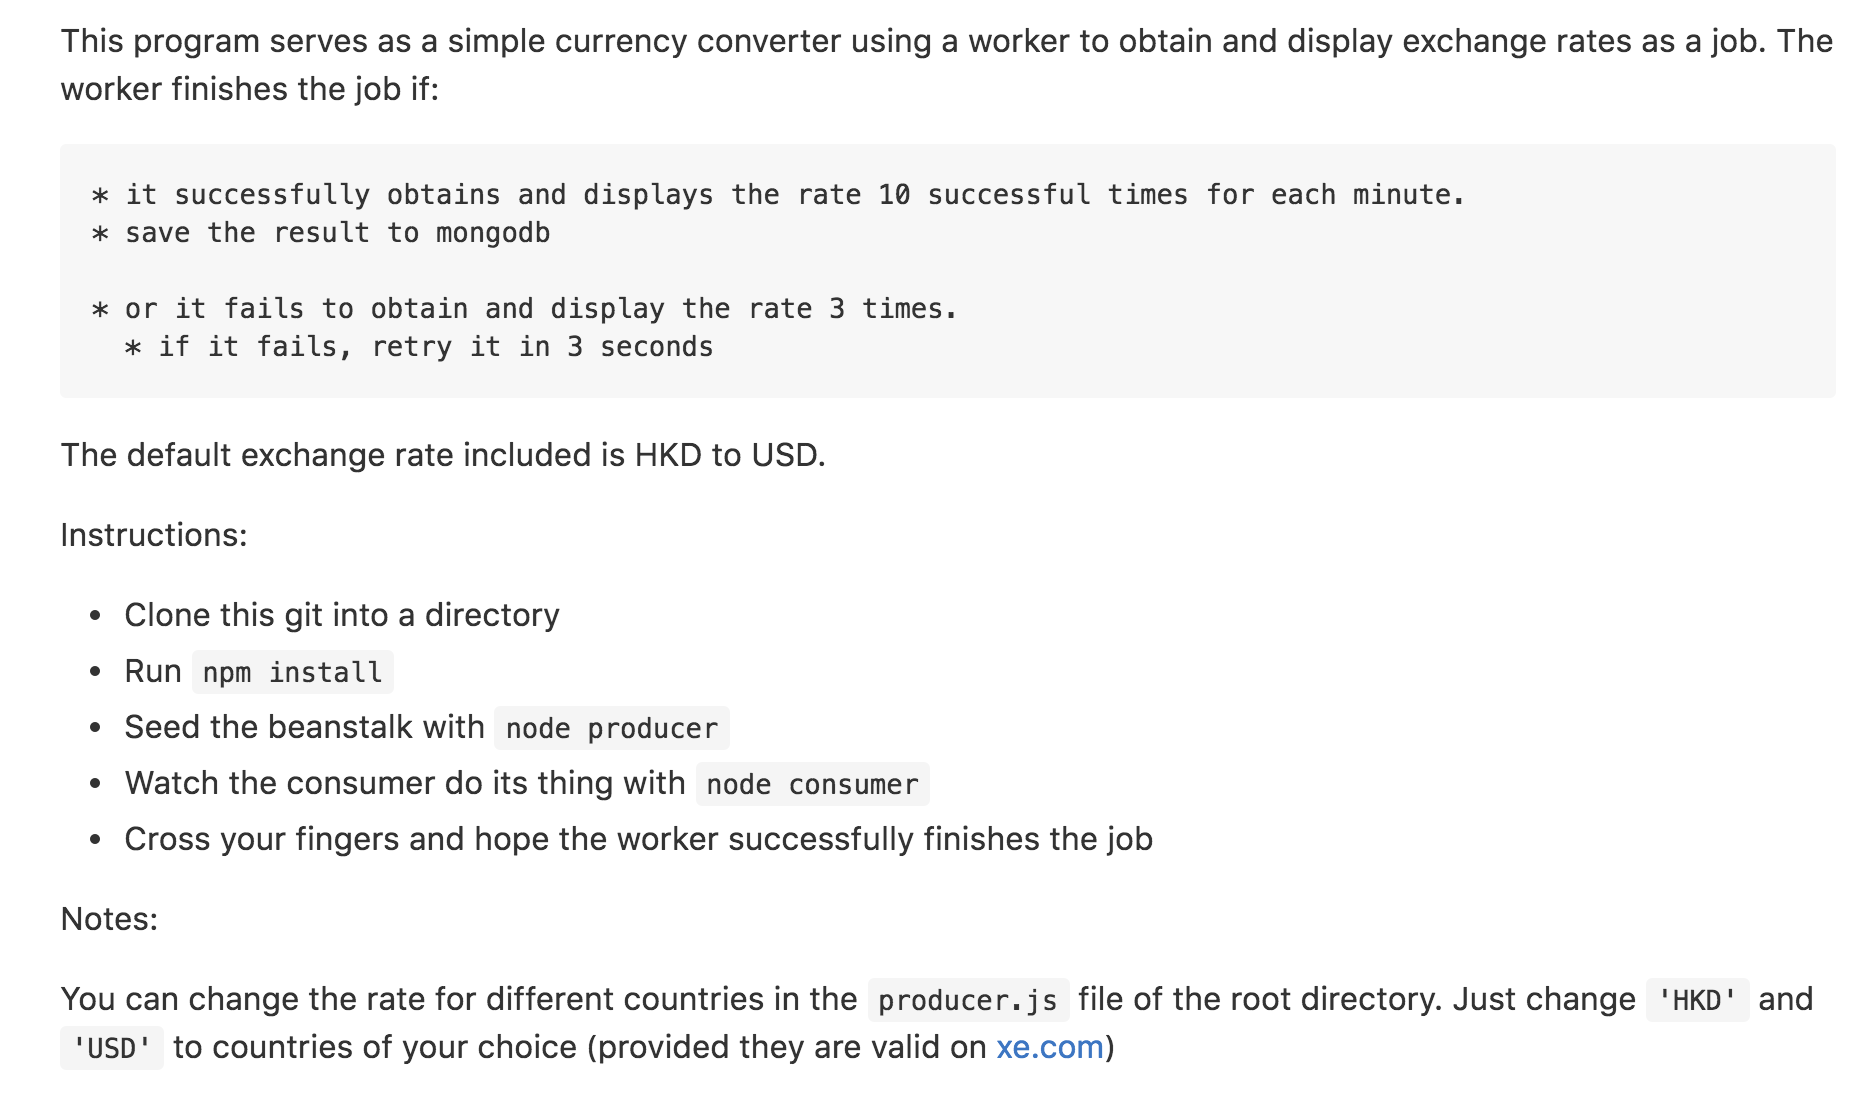 This program serves as a simple currency converter using a worker to obtain and display exchange rates as a job. The
worker finishes the job if:
* it successfully obtains and displays the rate 10 successful times for each minute.
* save the result to mongodb
* or it fails to obtain and display the rate 3 times.
* if it fails, retry it in 3 seconds
The default exchange rate included is HKD to USD.
Instructions:
• Clone this git into a directory
• Run npm install
• Seed the beanstalk with node producer
• Watch the consumer do its thing with node consumer
• Cross your fingers and hope the worker successfully finishes the job
Notes:
You can change the rate for different countries in the producer.js file of the root directory. Just change 'HKD' and
'USD' to countries of your choice (provided they are valid on xe.com)